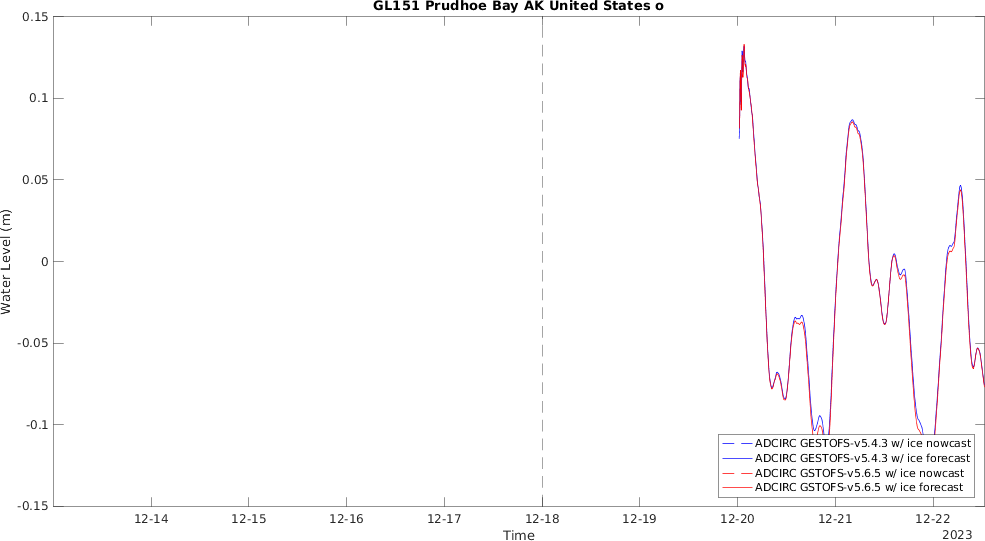 GL151 Prudhoe Bay AK United States o
0.15
0.1
0.05
0
-0.05
-0.1
-0.15
Water Level (m)
12-14
12-15
12-16
12-17
12-18
12-19
12-20
12-21
12-22
2023
Time
ADCIRC GESTOFS-v5.4.3 w/ ice nowcast
ADCIRC GESTOFS-v5.4.3 w/ ice forecast
ADCIRC GSTOFS-v5.6.5 w/ ice nowcast
ADCIRC GSTOFS-v5.6.5 w/ ice forecast